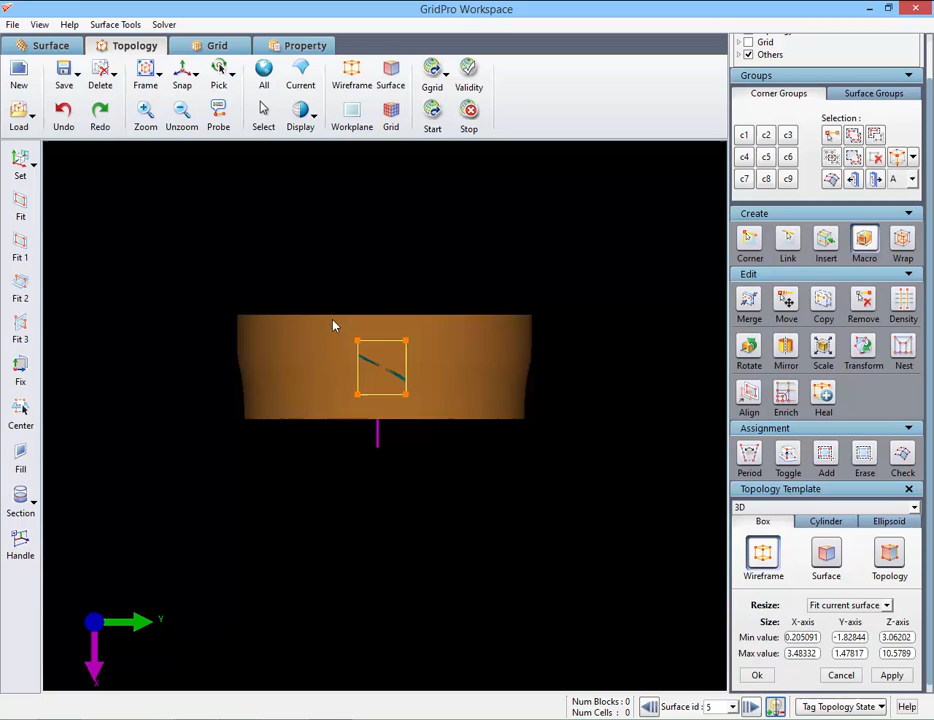 GridPro Workspace
File View Help Surface Tools Solver
Surface Topology Grid Property
New Save Delete Frame Snap Pick All Current Wireframe Surface Ggrid Validity
Load Undo Redo Zoom Unzoom Probe Select Display Workplane Grid Start Stop
Set
Fit
Fit 1
Fit 2
Fit 3
Fix
Center
Fill
Section
Handle
Y
X
Grid
Others
Groups
Corner Groups Surface Groups
Selection :
c1 c2 c3
c4 c5 c6
c7 c8 c9 A
Create
Corner Link Insert Macro Wrap
Edit
Merge Move Copy Remove Density
Rotate Mirror Scale Transform Nest
Align Enrich Heal
Assignment
Period Toggle Add Erase Check
Topology Template
3D
Box Cylinder Ellipsoid
Wireframe Surface Topology
Resize: Fit current surface
Size: X-axis Y-axis Z-axis
Min value: 0.205091 -1.82844 3.06202
Max value: 3.48332 1.47817 10.5789
Ok Cancel Apply
Num Blocks: 0
Num Cells : 0
Surface id: 5
Tag Topology State
Help